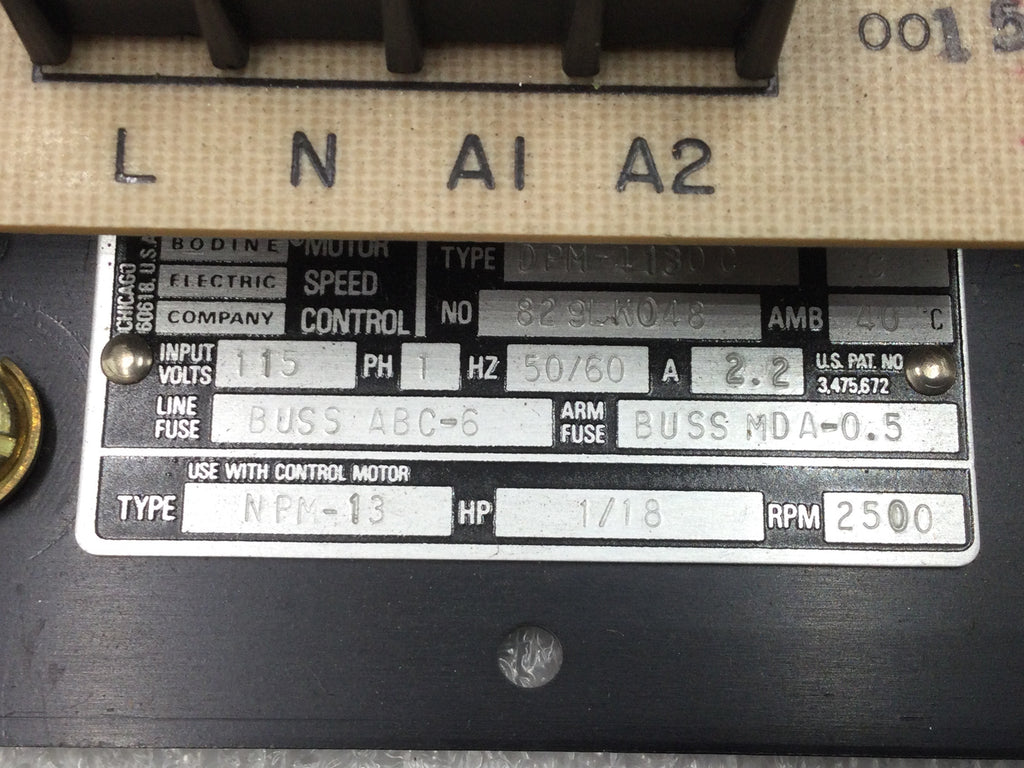 0015
L N A1 A2
CHICAGO
60618, U.S.A.
BODINE
ELECTRIC
COMPANY
MOTOR
SPEED
CONTROL
TYPE DPM-4130C C
NO 829LK048 AMB 40 C
INPUT VOLTS 115 PH 1 HZ 50/60 A 2.2 U.S. PAT. NO
3,475,672
LINE FUSE BUSS ABC-6 ARM FUSE BUSS MDA-0.5
USE WITH CONTROL MOTOR
TYPE NPM-13 HP 1/18 RPM 2500